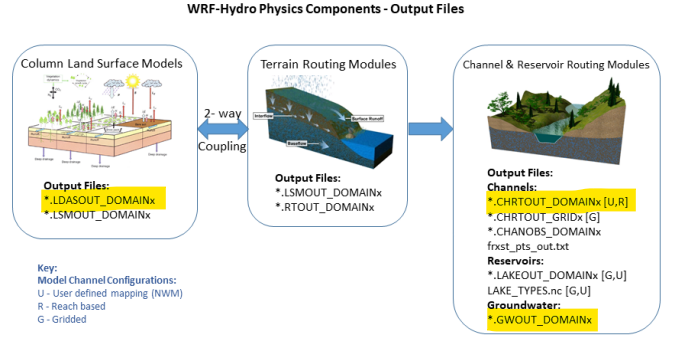 WRF-Hydro Physics Components - Output Files
Column Land Surface Models
Output Files:
*.LDASOUT_DOMAINx
*.LSMOUT_DOMAINx
2- way
Coupling
Terrain Routing Modules
Interflow
Surface Runoff
Baseflow
Output Files:
*.LSMOUT_DOMAINx
*.RTOUT_DOMAINx
Channel & Reservoir Routing Modules
Output Files:
Channels:
*.CHRTOUT_DOMAINx [U,R]
*.CHRTOUT_GRIDx [G]
*.CHANOBS_DOMAINx
frxst_pts_out.txt
Reservoirs:
*.LAKEOUT_DOMAINx [G,U]
LAKE_TYPES.nc [G,U]
Groundwater:
*.GWOUT_DOMAINx
Key:
Model Channel Configurations:
U - User defined mapping (NWM)
R - Reach based
G - Gridded